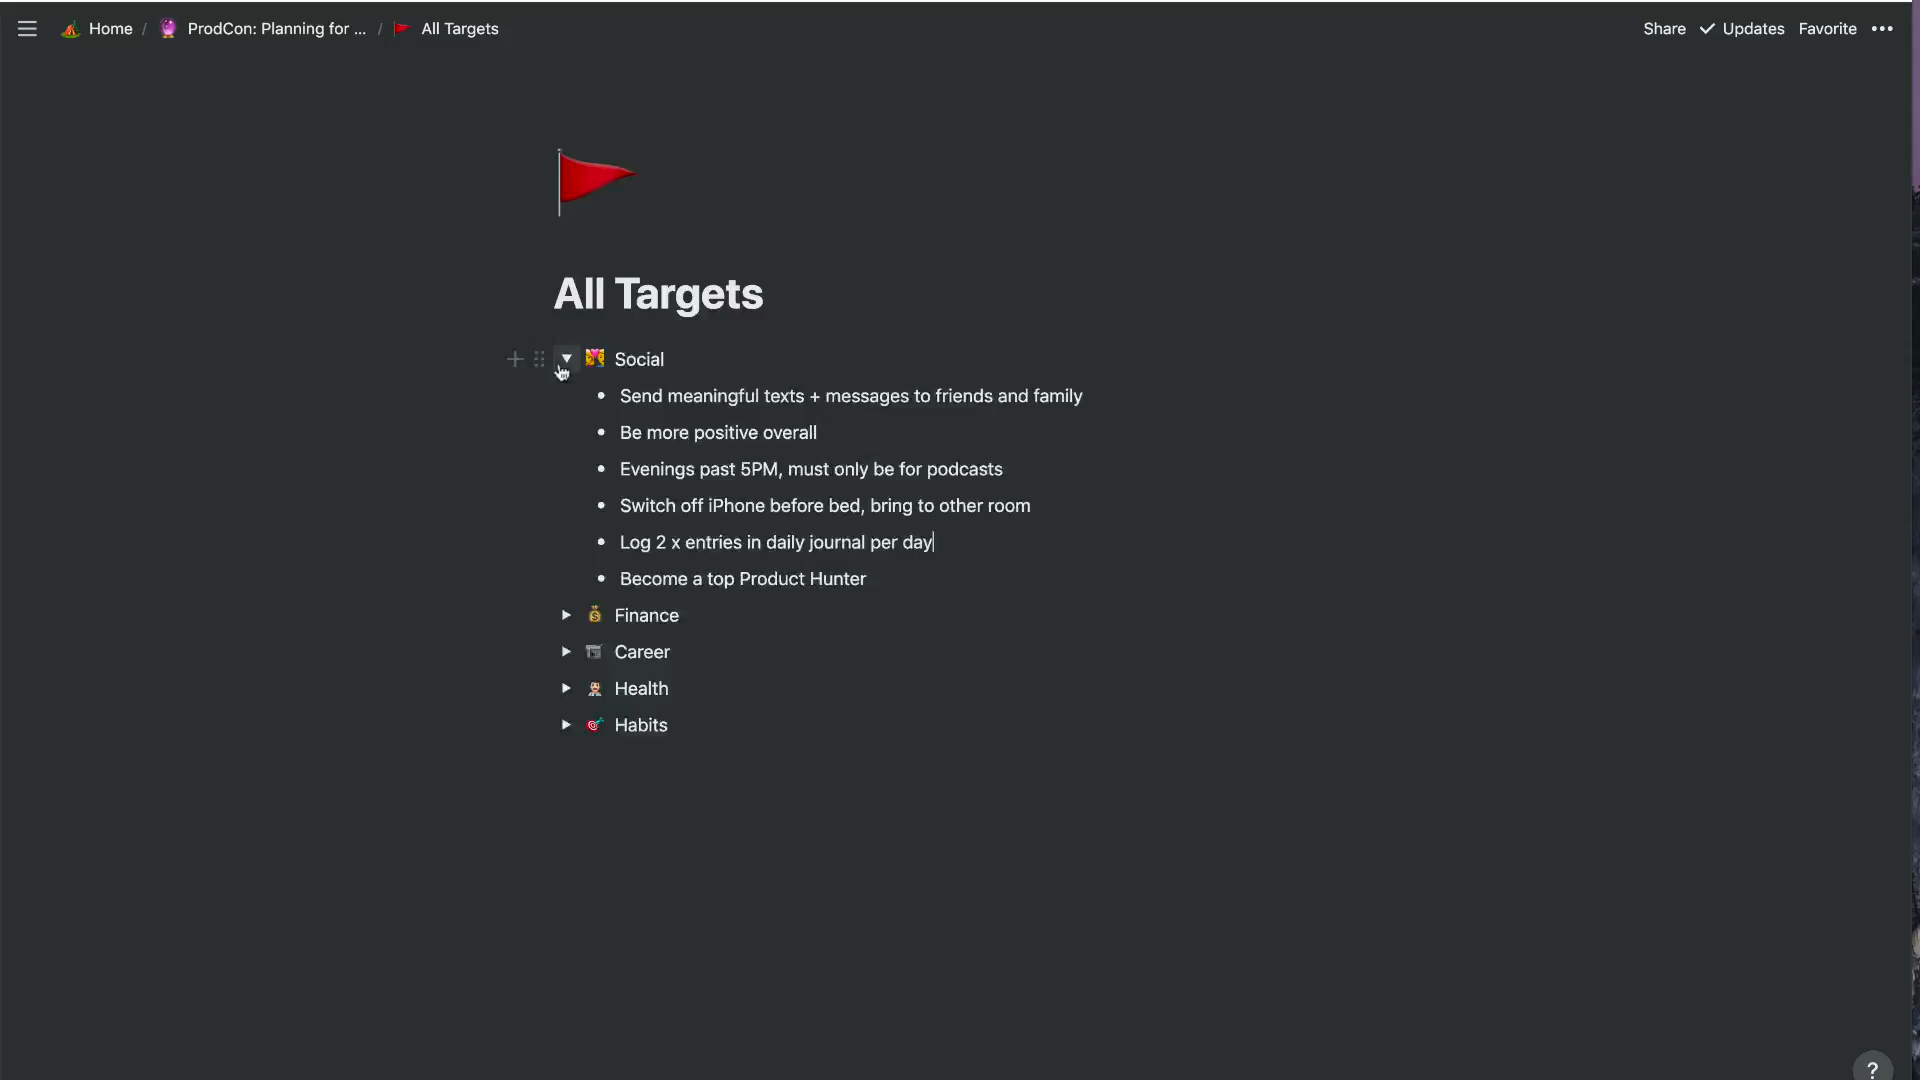 Home / ProdCon: Planning for ... / All Targets
Share ✓ Updates Favorite •••
All Targets
Social
• Send meaningful texts + messages to friends and family
• Be more positive overall
• Evenings past 5PM, must only be for podcasts
• Switch off iPhone before bed, bring to other room
• Log 2 x entries in daily journal per day
• Become a top Product Hunter
Finance
Career
Health
Habits
?